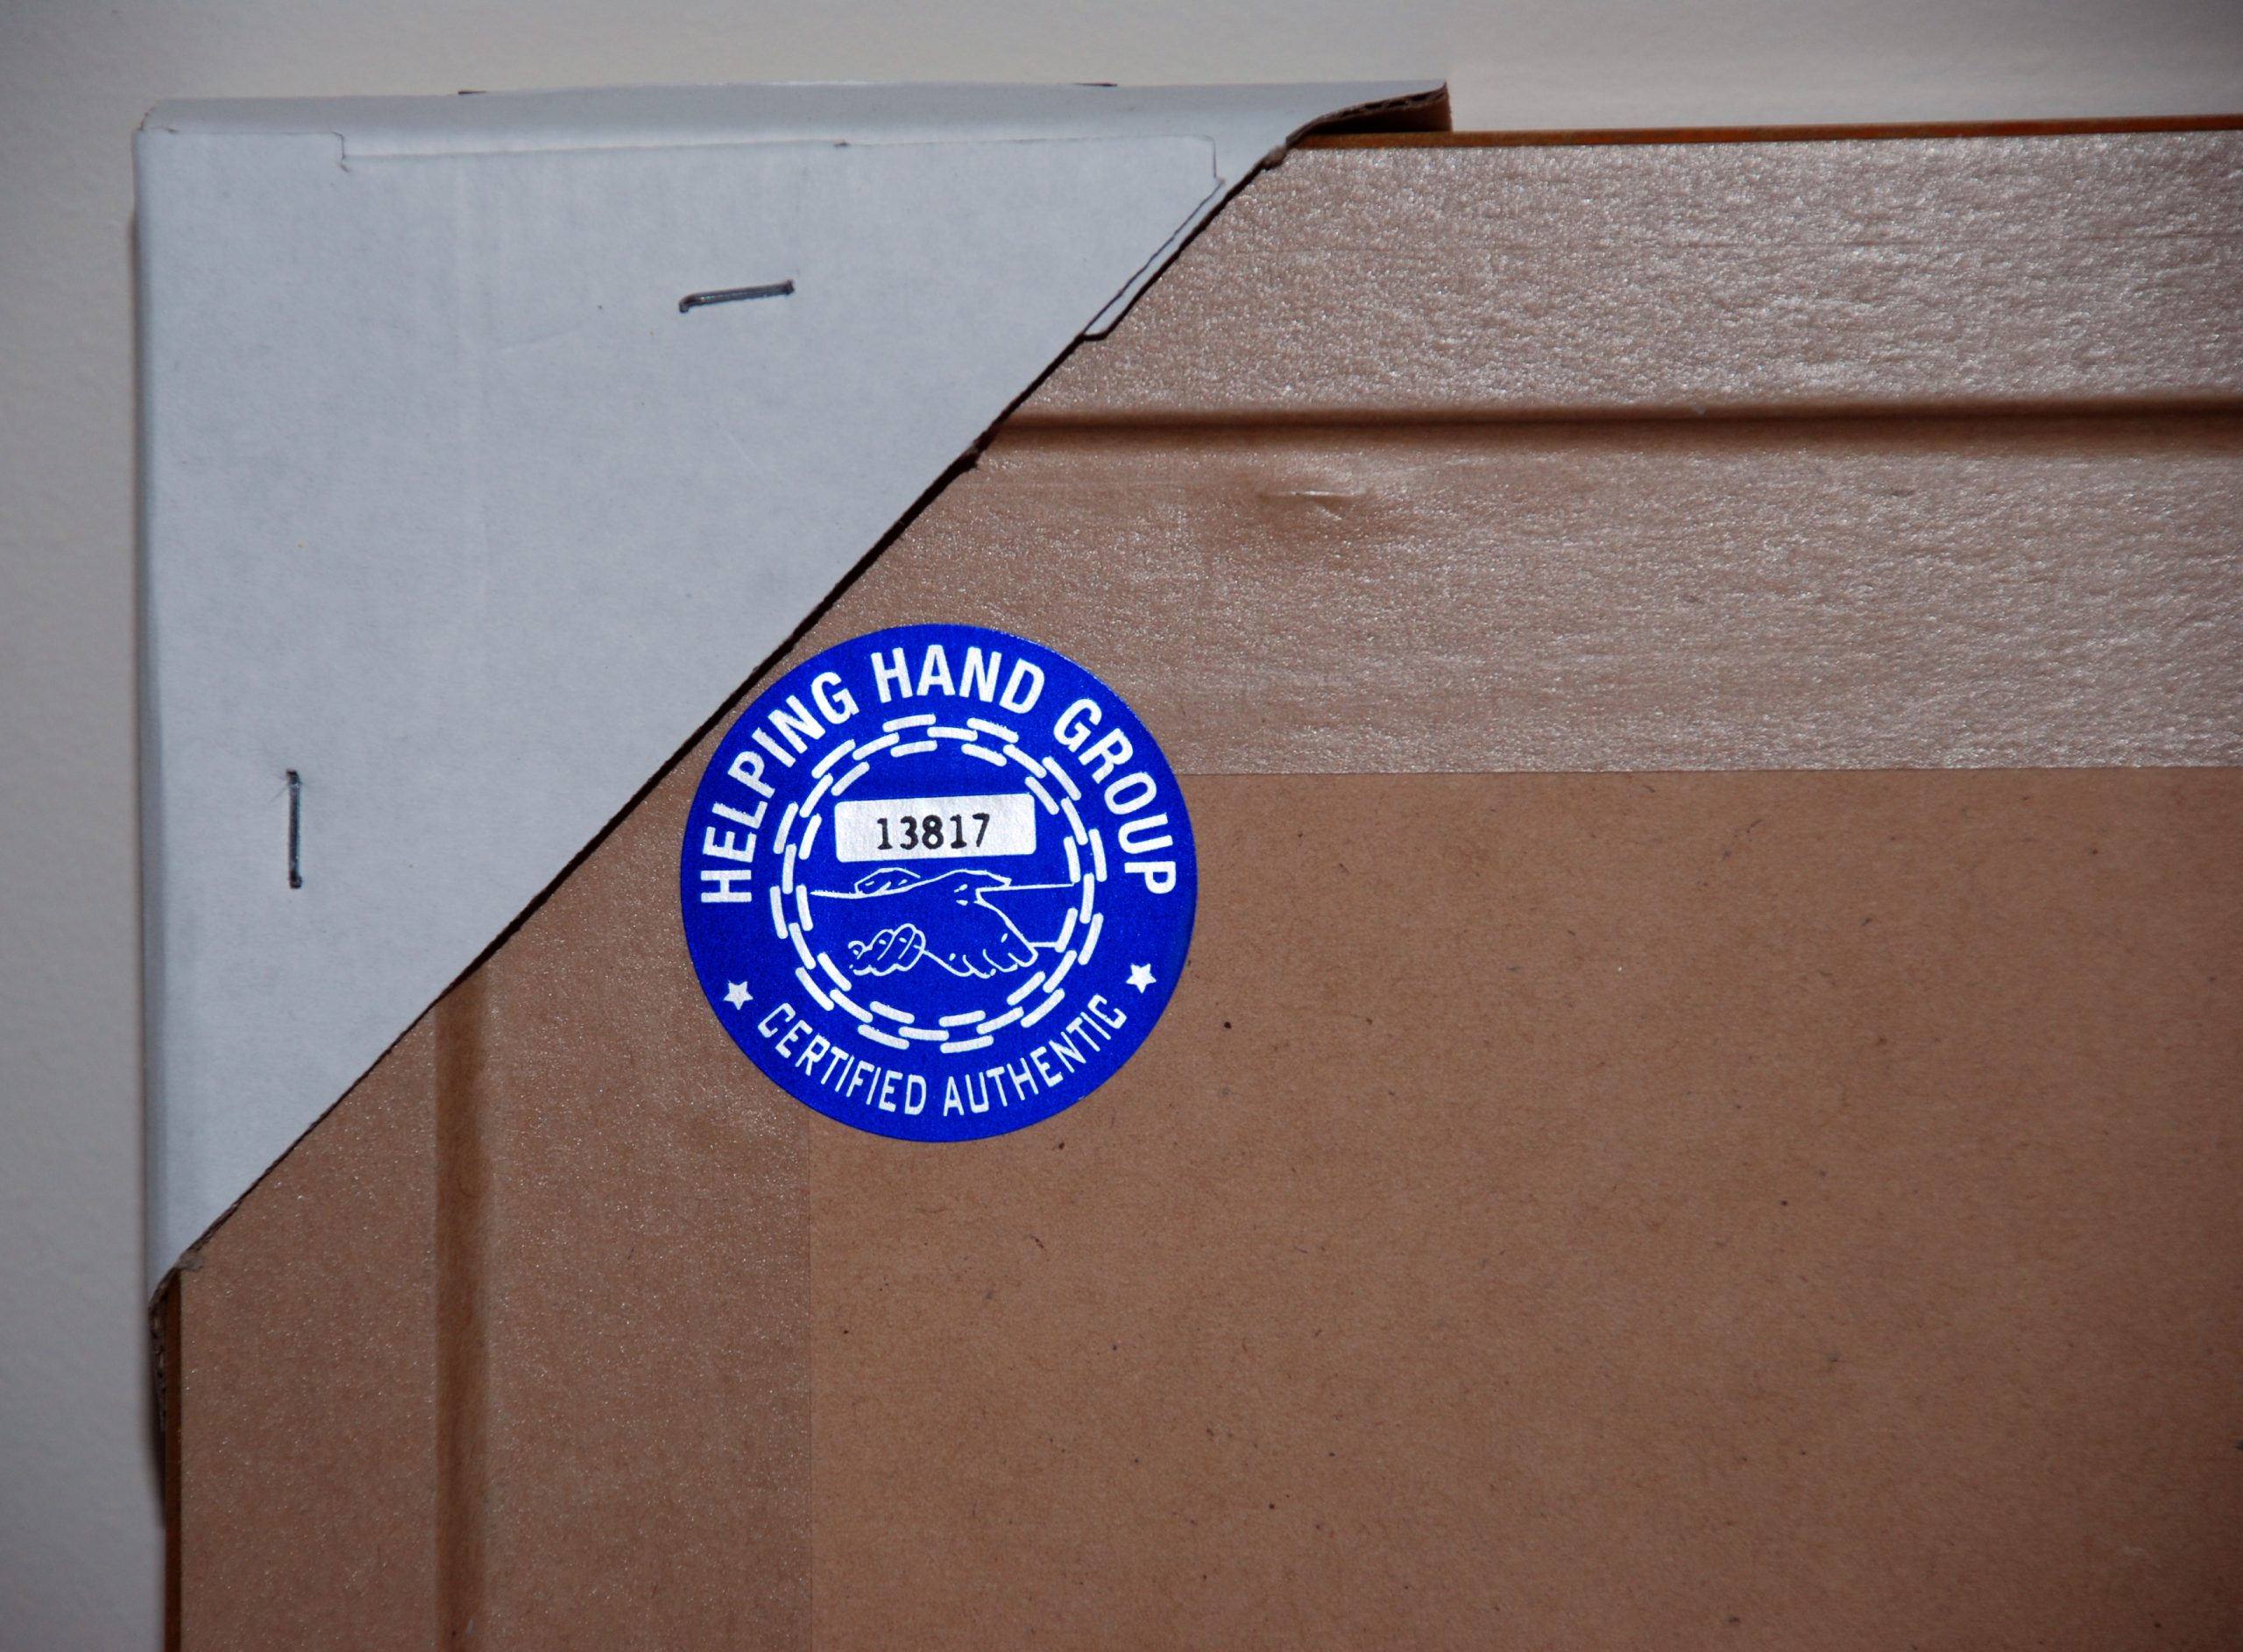 HELPING HAND GROUP
13817
★ CERTIFIED AUTHENTIC ★